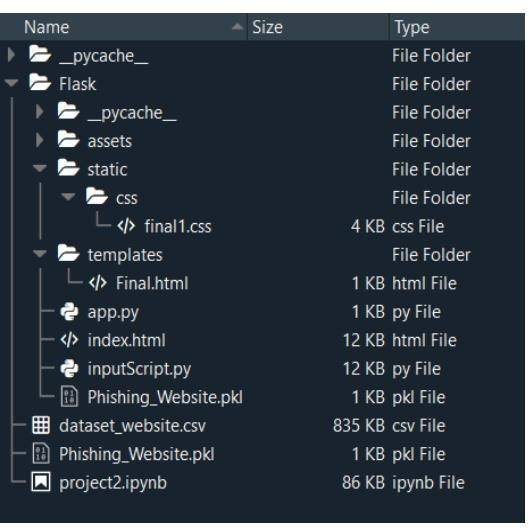 Name Size Type
__pycache__ File Folder
Flask File Folder
__pycache__ File Folder
assets File Folder
static File Folder
css File Folder
final1.css 4 KB css File
templates File Folder
Final.html 1 KB html File
app.py 1 KB py File
index.html 12 KB html File
inputScript.py 12 KB py File
Phishing_Website.pkl 1 KB pkl File
dataset_website.csv 835 KB csv File
Phishing_Website.pkl 1 KB pkl File
project2.ipynb 86 KB ipynb File